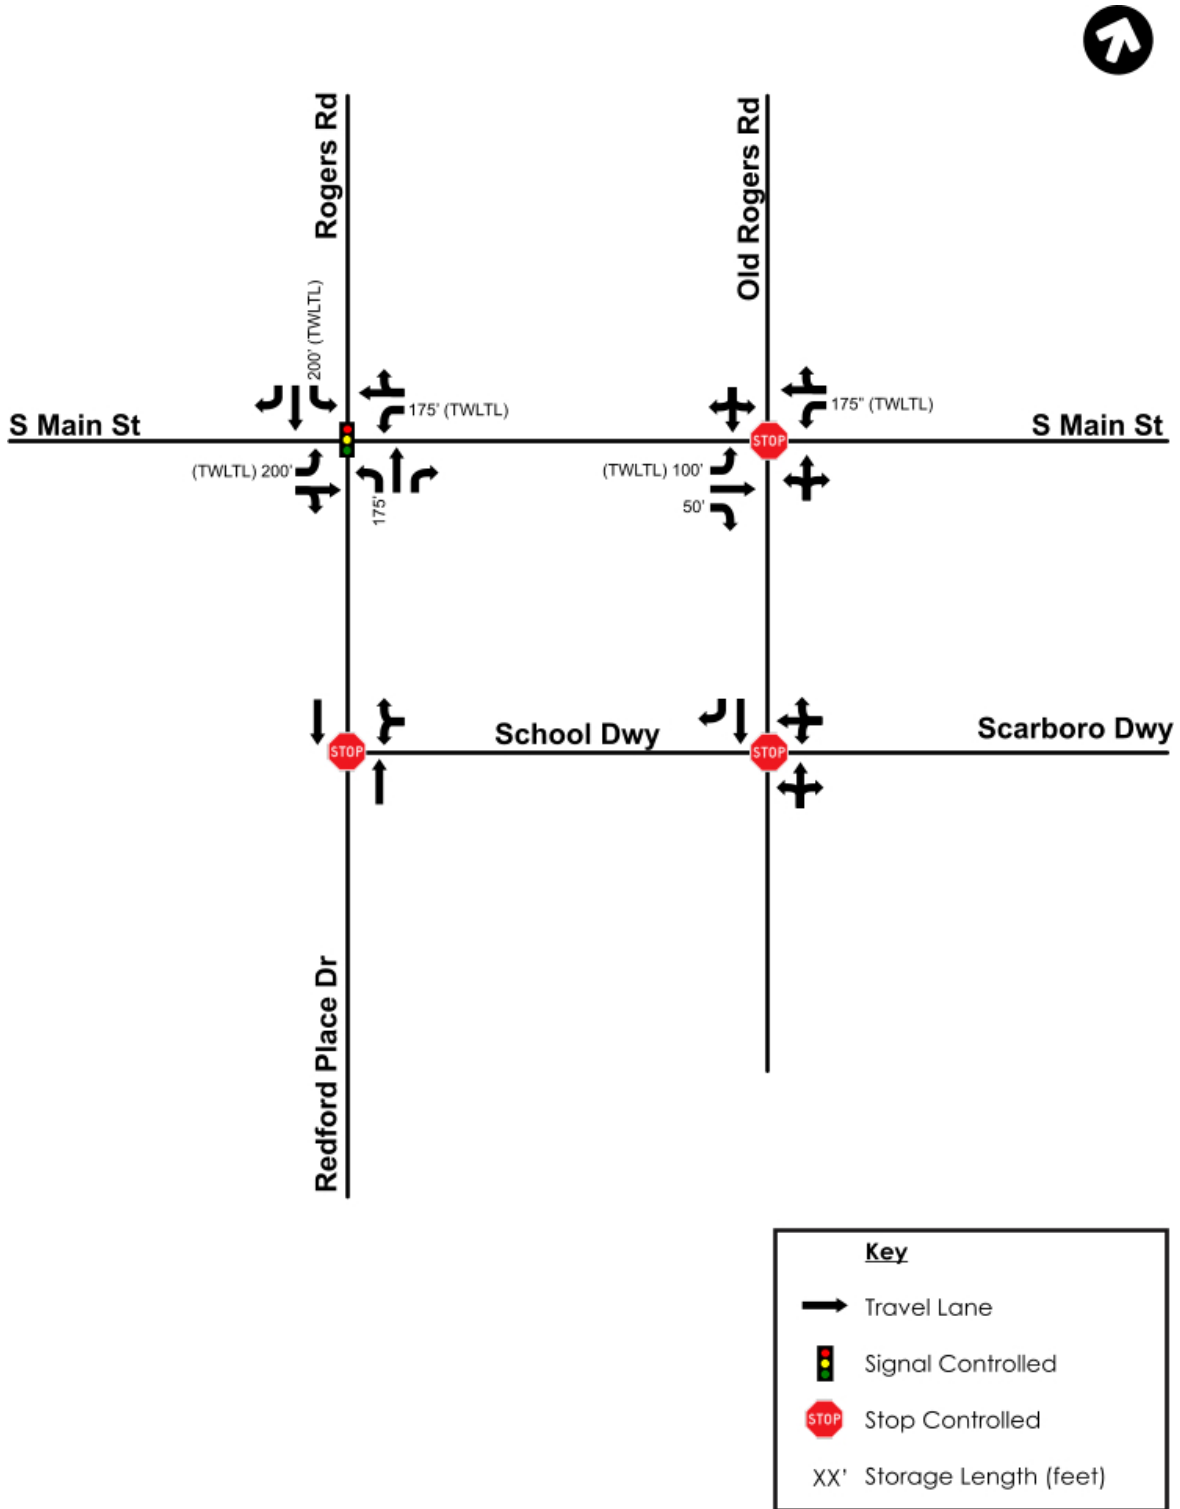 Rogers Rd
Old Rogers Rd
200' (TWLTL)
175' (TWLTL)
175" (TWLTL)
S Main St
S Main St
STOP
(TWLTL) 200'
175'
(TWLTL) 100'
50'
School Dwy
Scarboro Dwy
STOP
STOP
Redford Place Dr
Key
Travel Lane
Signal Controlled
STOP Stop Controlled
XX' Storage Length (feet)